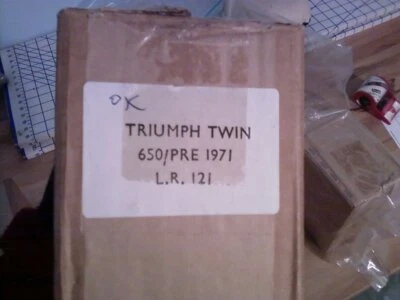 OK
TRIUMPH TWIN
650/PRE 1971
L.R. 121